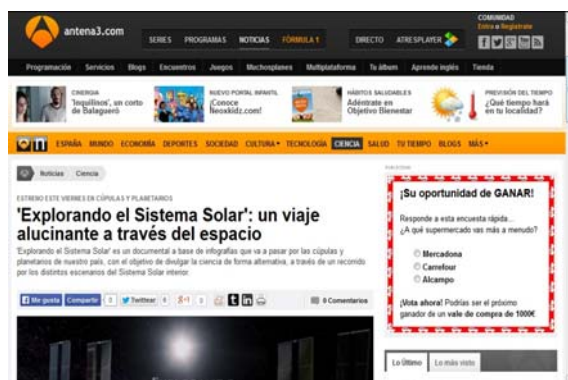 COMUNIDAD
Entra o Regístrate
antena3.com
SERIES PROGRAMAS NOTICIAS FÓRMULA 1 DIRECTO ATRESPLAYER
Programación Servicios Blogs Encuentros Juegos Muchosplanes Multiplataforma Tu álbum Aprende inglés Tienda
CINERGIA
'Inquilinos', un corto
de Balagueró
NUEVO PORTAL INFANTIL
¡Conoce
Neoxkidz.com!
HÁBITOS SALUDABLES
Adéntrate en
Objetivo Bienestar
PREVISIÓN DEL TIEMPO
¿Qué tiempo hará
en tu localidad?
ESPAÑA MUNDO ECONOMÍA DEPORTES SOCIEDAD CULTURA TECNOLOGÍA CIENCIA SALUD TU TIEMPO BLOGS MÁS
Noticias Ciencia
ESTRENO ESTE VIERNES EN CÚPULAS Y PLANETARIOS
'Explorando el Sistema Solar': un viaje
alucinante a través del espacio
'Explorando el Sistema Solar' es un documental a base de infografías que va a pasar por las cúpulas y
planetarios de nuestro país, con el objetivo de divulgar la ciencia de forma alternativa, a través de un recorrido
por los distintos escenarios del Sistema Solar interior.
Me gusta Compartir 0 Twittear 6 g+1 0 0 Comentarios
¡Su oportunidad de GANAR!
Responde a esta encuesta rápida...
¿A qué supermercado vas más a menudo?
Mercadona
Carrefour
Alcampo
¡Vota ahora! Podrías ser el próximo
ganador de un vale de compra de 1000€
Lo Último Lo más visto